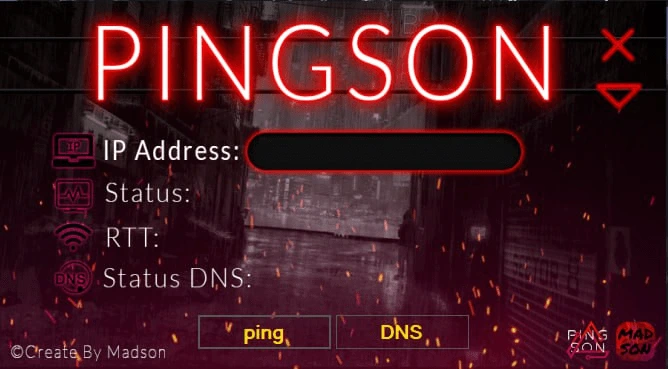 PINGSON
IP
IP Address:
Status:
RTT:
DNS
Status DNS:
ping
DNS
©Create By Madson
PING
SON
MAD
SON